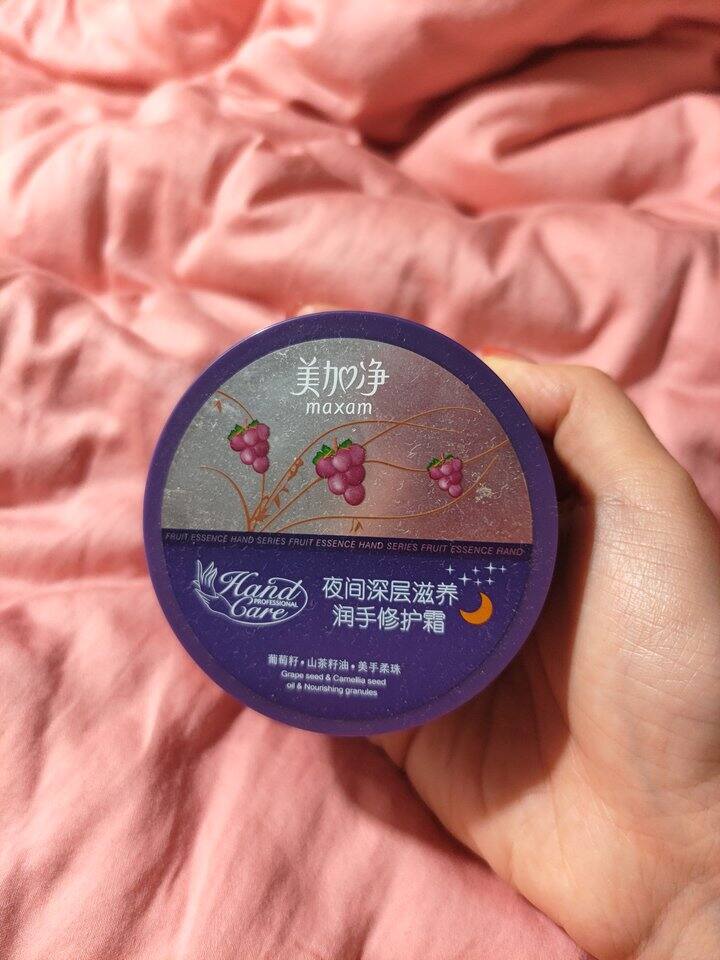 美加净
maxam
FRUIT ESSENCE HAND SERIES FRUIT ESSENCE HAND SERIES FRUIT ESSENCE HAND
Hand
PROFESSIONAL
Care
夜间深层滋养
润手修护霜
葡萄籽•山茶籽油•美手柔珠
Grape seed & Camellia seed
oil & Nourishing granules